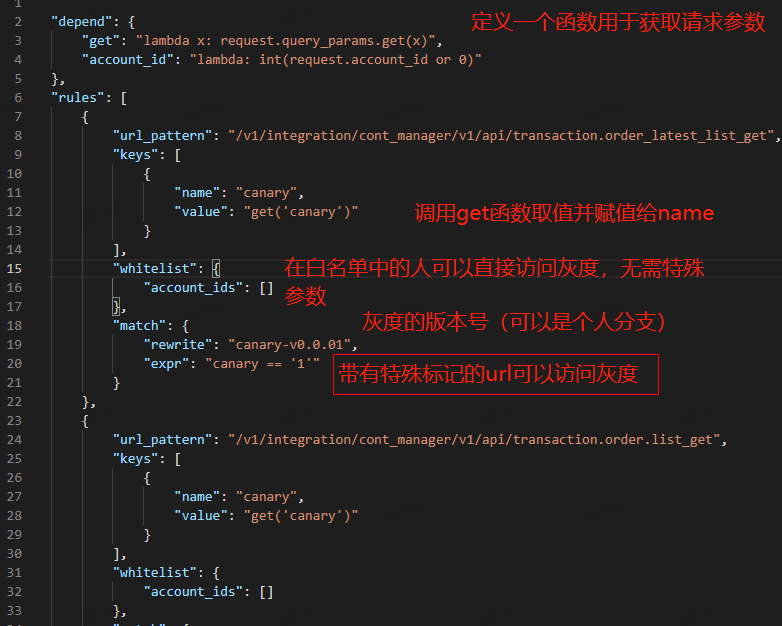 1
2 "depend": { 定义一个函数用于获取请求参数
3 "get": "lambda x: request.query_params.get(x)",
4 "account_id": "lambda: int(request.account_id or 0)"
5 },
6 "rules": [
7 {
8 "url_pattern": "/v1/integration/cont_manager/v1/api/transaction.order_latest_list_get",
9 "keys": [
10 {
11 "name": "canary",
12 "value": "get('canary')" 调用get函数取值并赋值给name
13 }
14 ],
15 "whitelist": { 在白名单中的人可以直接访问灰度，无需特殊
16 "account_ids": [] 参数
17 },
18 "match": { 灰度的版本号（可以是个人分支）
19 "rewrite": "canary-v0.0.01",
20 "expr": "canary == '1'" 带有特殊标记的url可以访问灰度
21 }
22 },
23 {
24 "url_pattern": "/v1/integration/cont_manager/v1/api/transaction.order.list_get",
25 "keys": [
26 {
27 "name": "canary",
28 "value": "get('canary')"
29 }
30 ],
31 "whitelist": {
32 "account_ids": []
33 },